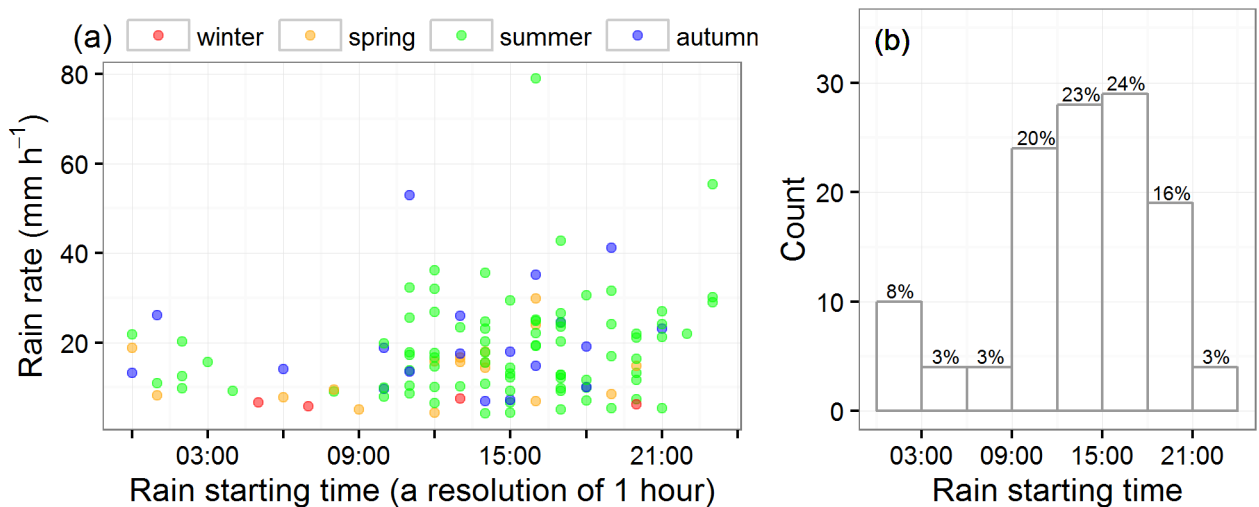 (a) winter spring summer autumn
80
60
40
20
Rain rate (mm h⁻¹)
03:00 09:00 15:00 21:00
Rain starting time (a resolution of 1 hour)
(b)
30
20
10
0
Count
8% 3% 3% 20% 23% 24% 16% 3%
03:00 09:00 15:00 21:00
Rain starting time